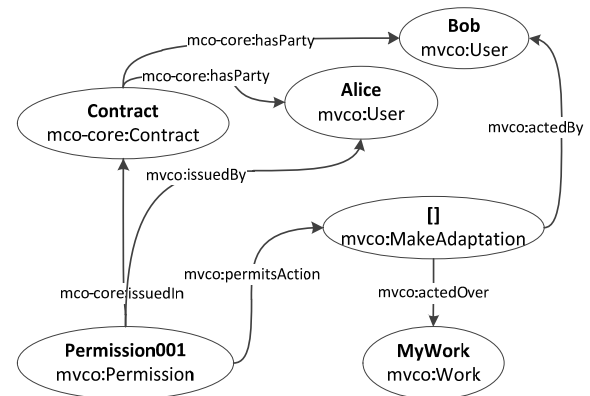 Bob
mvco:User
mco-core:hasParty
mco-core:hasParty
Alice
mvco:User
Contract
mco-core:Contract
mvco:actedBy
mvco:issuedBy
[]
mvco:MakeAdaptation
mvco:permitsAction
mco-core:issuedIn
mvco:actedOver
Permission001
mvco:Permission
MyWork
mvco:Work